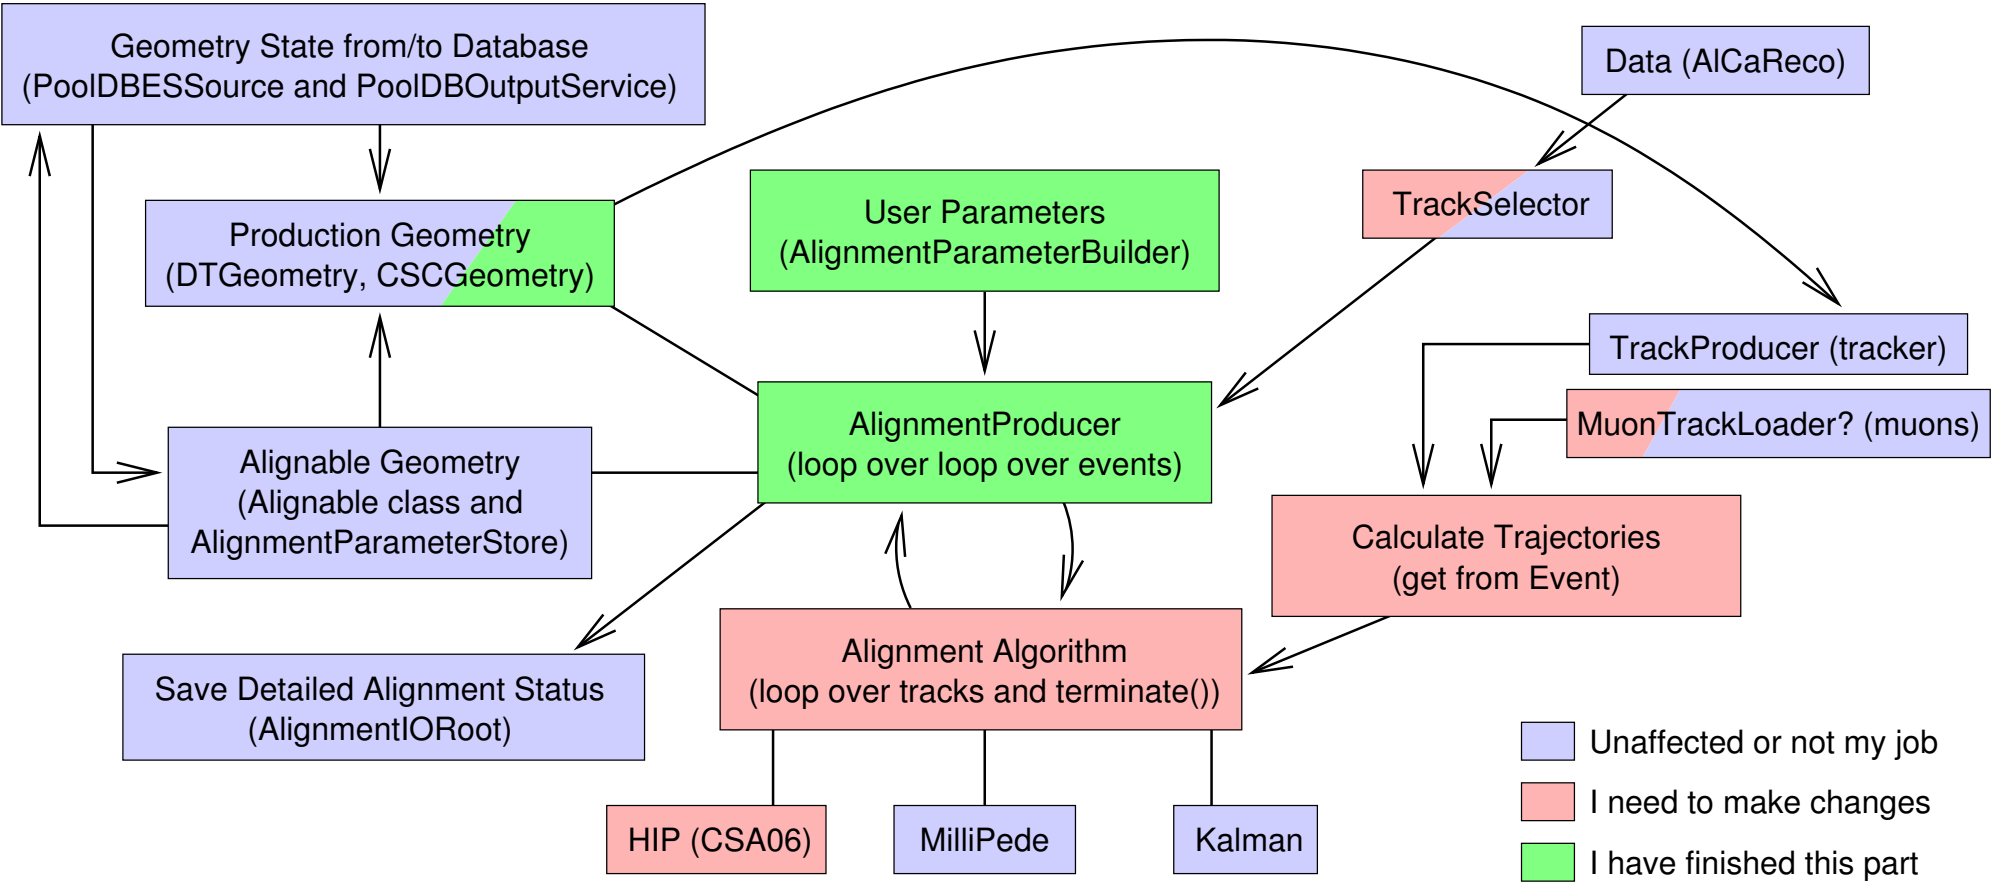 Geometry State from/to Database
(PoolDBESSource and PoolDBOutputService)
Data (AlCaReco)
TrackSelector
Production Geometry
(DTGeometry, CSCGeometry)
User Parameters
(AlignmentParameterBuilder)
TrackProducer (tracker)
MuonTrackLoader? (muons)
Alignable Geometry
(Alignable class and
AlignmentParameterStore)
AlignmentProducer
(loop over loop over events)
Calculate Trajectories
(get from Event)
Save Detailed Alignment Status
(AlignmentIORoot)
Alignment Algorithm
(loop over tracks and terminate())
HIP (CSA06)
MilliPede
Kalman
Unaffected or not my job
I need to make changes
I have finished this part